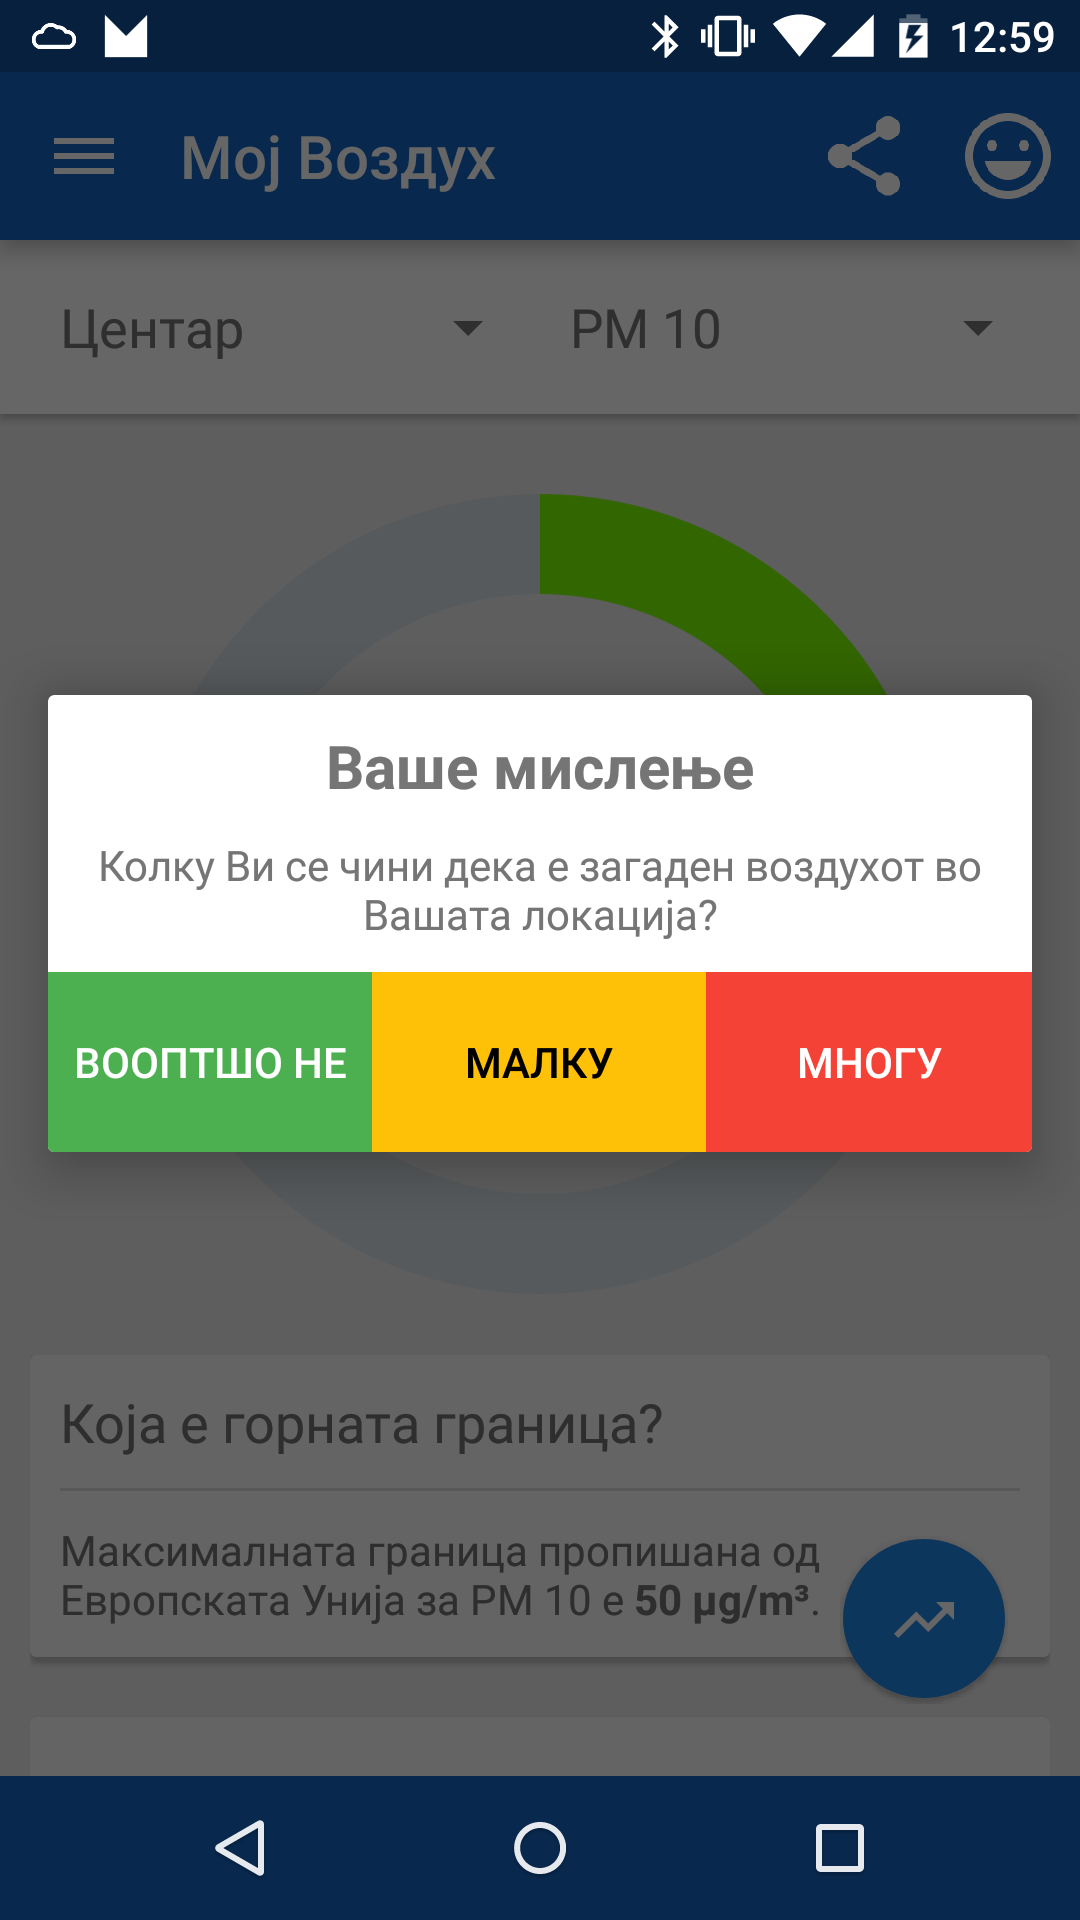 12:59
Мој Воздух
Центар
PM 10
Ваше мислење
Колку Ви се чини дека е загаден воздухот во
Вашата локација?
ВООПТШО НЕ
МАЛКУ
МНОГУ
Која е горната граница?
Максималната граница пропишана од
Европската Унија за PM 10 е 50 µg/m³.